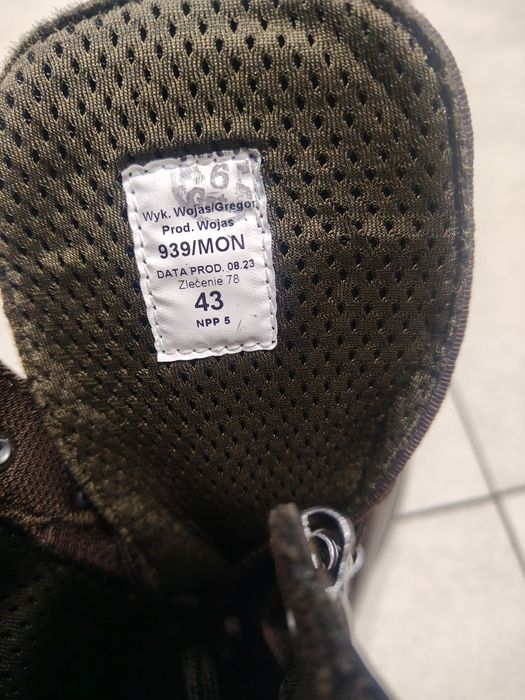 Wyk. Wojas/Gregor
Prod. Wojas
939/MON
DATA PROD. 08.23
Zlecenie 78
43
NPP 5